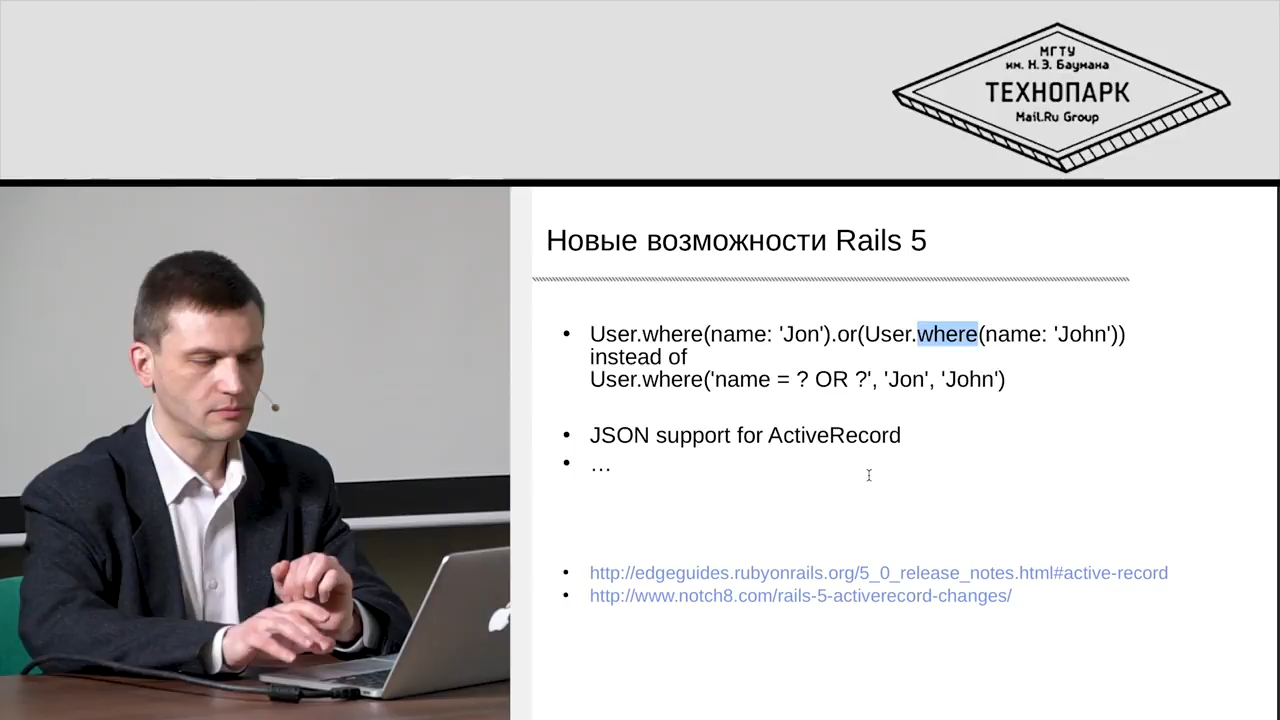 МГТУ
им. Н.Э. Баумана
ТЕХНОПАРК
Mail.Ru Group
Новые возможности Rails 5
• User.where(name: 'Jon').or(User.where(name: 'John'))
instead of
User.where('name = ? OR ?', 'Jon', 'John')
• JSON support for ActiveRecord
• …
• http://edgeguides.rubyonrails.org/5_0_release_notes.html#active-record
• http://www.notch8.com/rails-5-activerecord-changes/